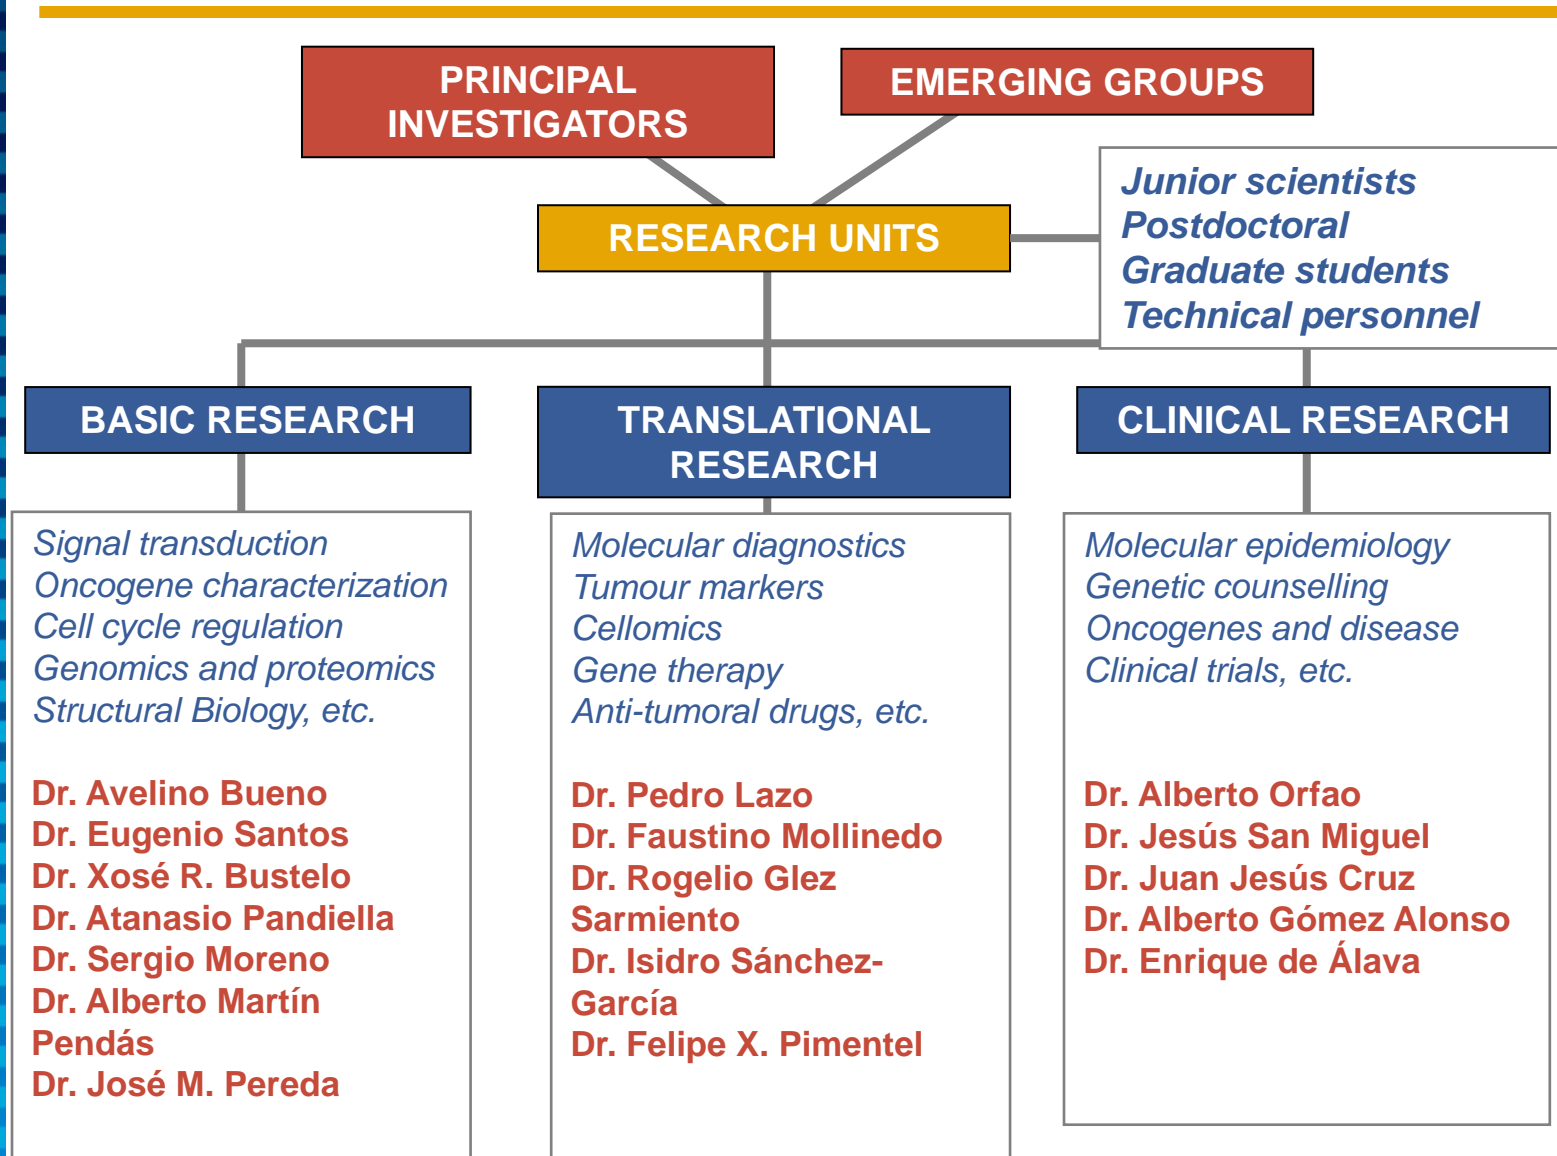 PRINCIPAL
INVESTIGATORS
EMERGING GROUPS
RESEARCH UNITS
Junior scientists
Postdoctoral
Graduate students
Technical personnel
BASIC RESEARCH
Signal transduction
Oncogene characterization
Cell cycle regulation
Genomics and proteomics
Structural Biology, etc.
Dr. Avelino Bueno
Dr. Eugenio Santos
Dr. Xosé R. Bustelo
Dr. Atanasio Pandiella
Dr. Sergio Moreno
Dr. Alberto Martín
Pendás
Dr. José M. Pereda
TRANSLATIONAL
RESEARCH
Molecular diagnostics
Tumour markers
Cellomics
Gene therapy
Anti-tumoral drugs, etc.
Dr. Pedro Lazo
Dr. Faustino Mollinedo
Dr. Rogelio Glez
Sarmiento
Dr. Isidro Sánchez-
García
Dr. Felipe X. Pimentel
CLINICAL RESEARCH
Molecular epidemiology
Genetic counselling
Oncogenes and disease
Clinical trials, etc.
Dr. Alberto Orfao
Dr. Jesús San Miguel
Dr. Juan Jesús Cruz
Dr. Alberto Gómez Alonso
Dr. Enrique de Álava